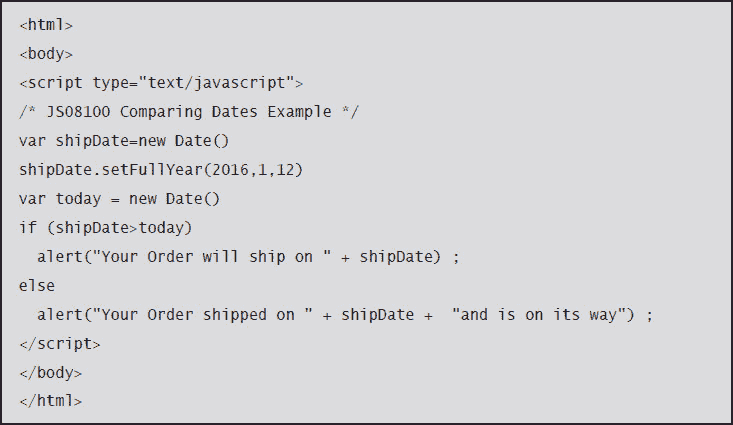 <html>
<body>
<script type="text/javascript">
/* JS08100 Comparing Dates Example */
var shipDate=new Date()
shipDate.setFullYear(2016,1,12)
var today = new Date()
if (shipDate>today)
  alert("Your Order will ship on " + shipDate) ;
else
  alert("Your Order shipped on " + shipDate +  "and is on its way") ;
</script>
</body>
</html>